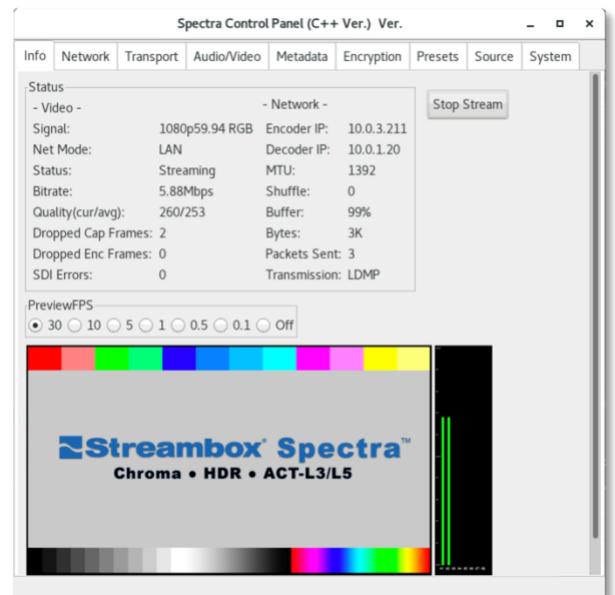 Spectra Control Panel (C++ Ver.) Ver.
Info Network Transport Audio/Video Metadata Encryption Presets Source System
Status
- Video - - Network -
Signal: 1080p59.94 RGB Encoder IP: 10.0.3.211
Net Mode: LAN Decoder IP: 10.0.1.20
Status: Streaming MTU: 1392
Bitrate: 5.88Mbps Shuffle: 0
Quality(cur/avg): 260/253 Buffer: 99%
Dropped Cap Frames: 2 Bytes: 3K
Dropped Enc Frames: 0 Packets Sent: 3
SDI Errors: 0 Transmission: LDMP
Stop Stream
PreviewFPS
30 10 5 1 0.5 0.1 Off
Streambox® Spectra™
Chroma • HDR • ACT-L3/L5